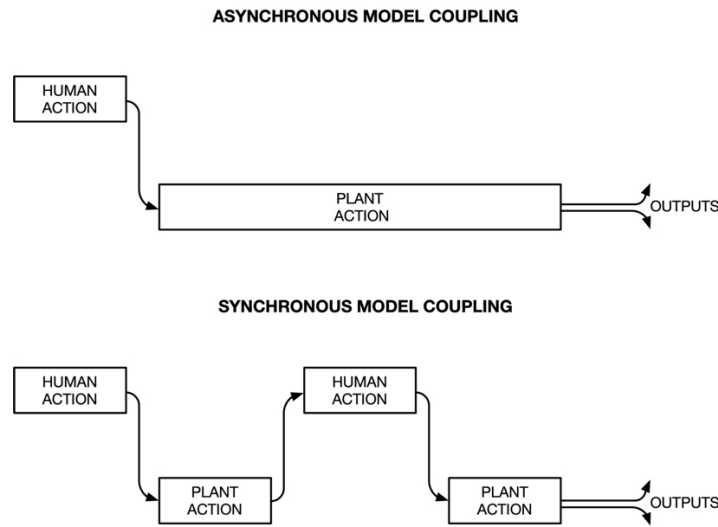 ASYNCHRONOUS MODEL COUPLING
HUMAN
ACTION
PLANT
ACTION
OUTPUTS
SYNCHRONOUS MODEL COUPLING
HUMAN
ACTION
HUMAN
ACTION
PLANT
ACTION
PLANT
ACTION
OUTPUTS